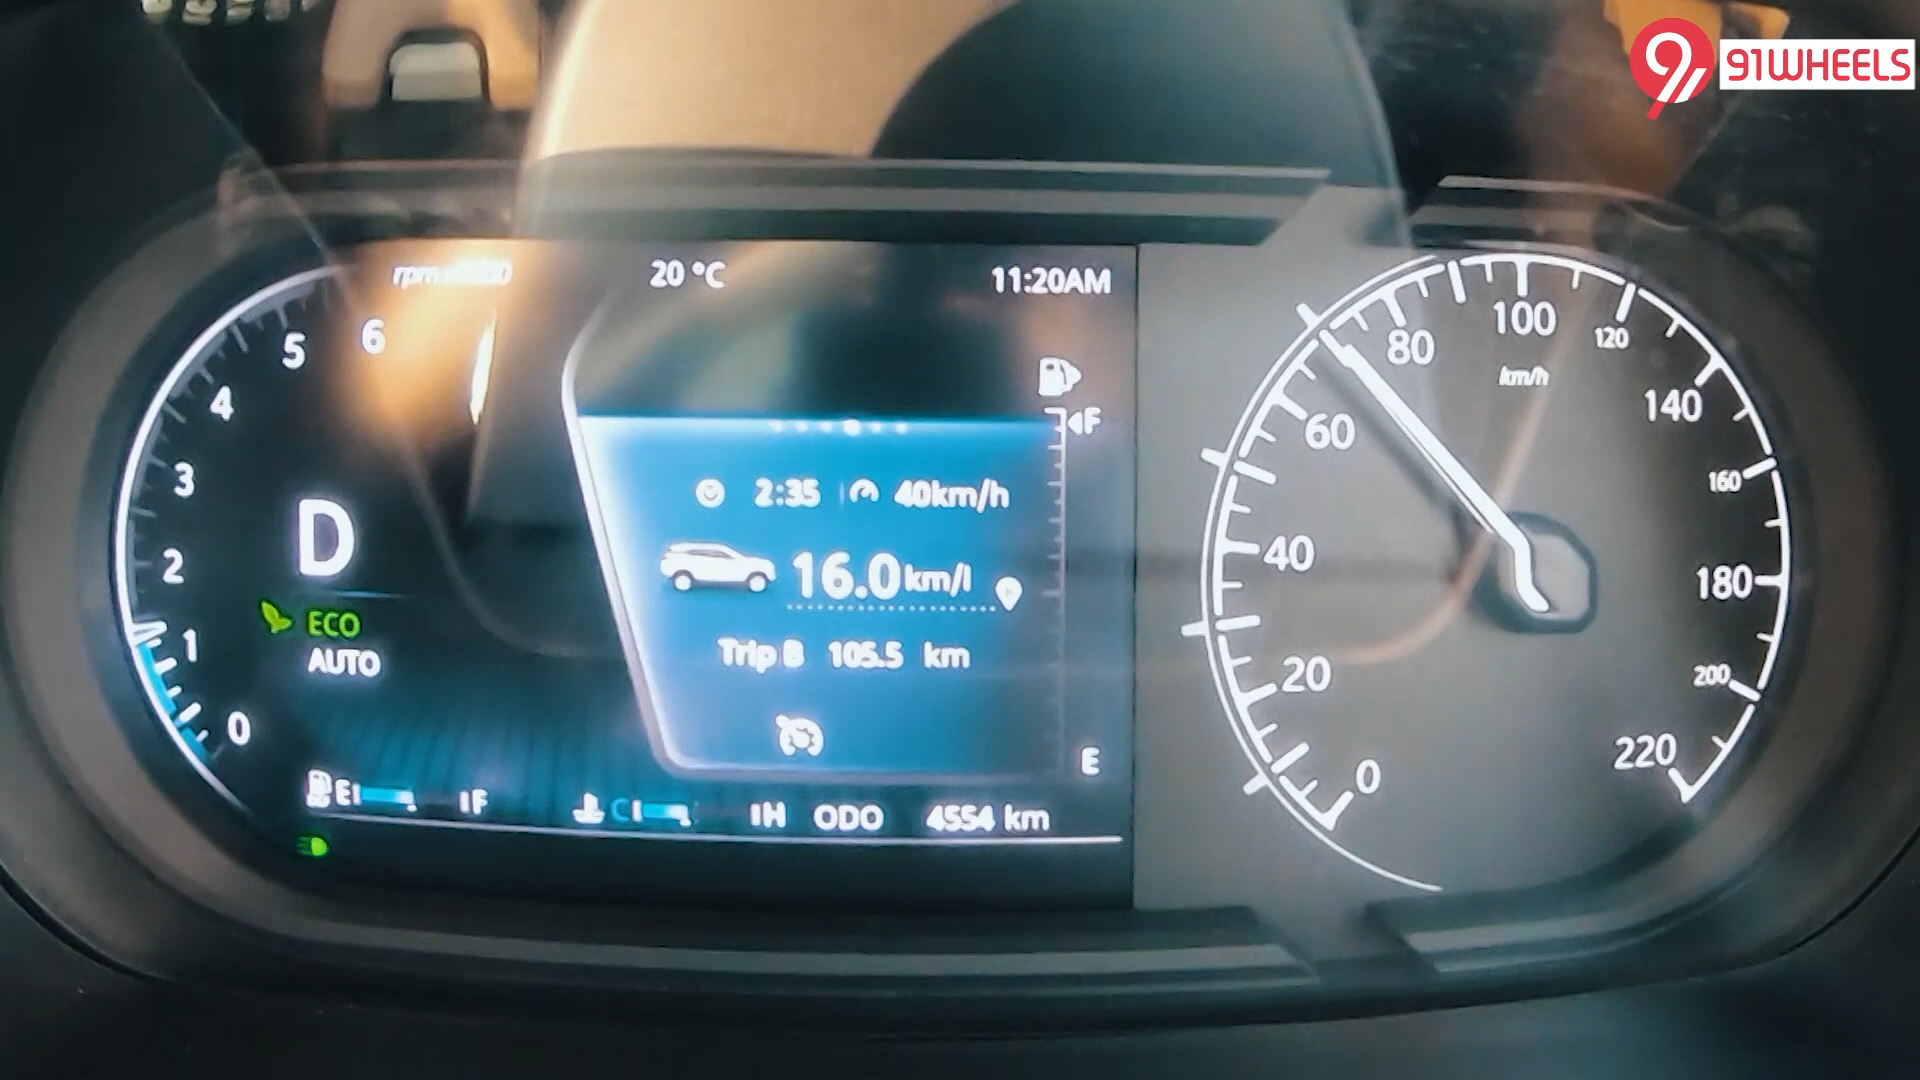 91WHEELS
20 °C
11:20AM
6
5
4
3
2
1
0
D
ECO
AUTO
F
2:35
40km/h
16.0km/l
Trip B 105.5 km
E
E F
C H
ODO 4554 km
0
20
40
60
80
100
120
140
160
180
200
220
km/h